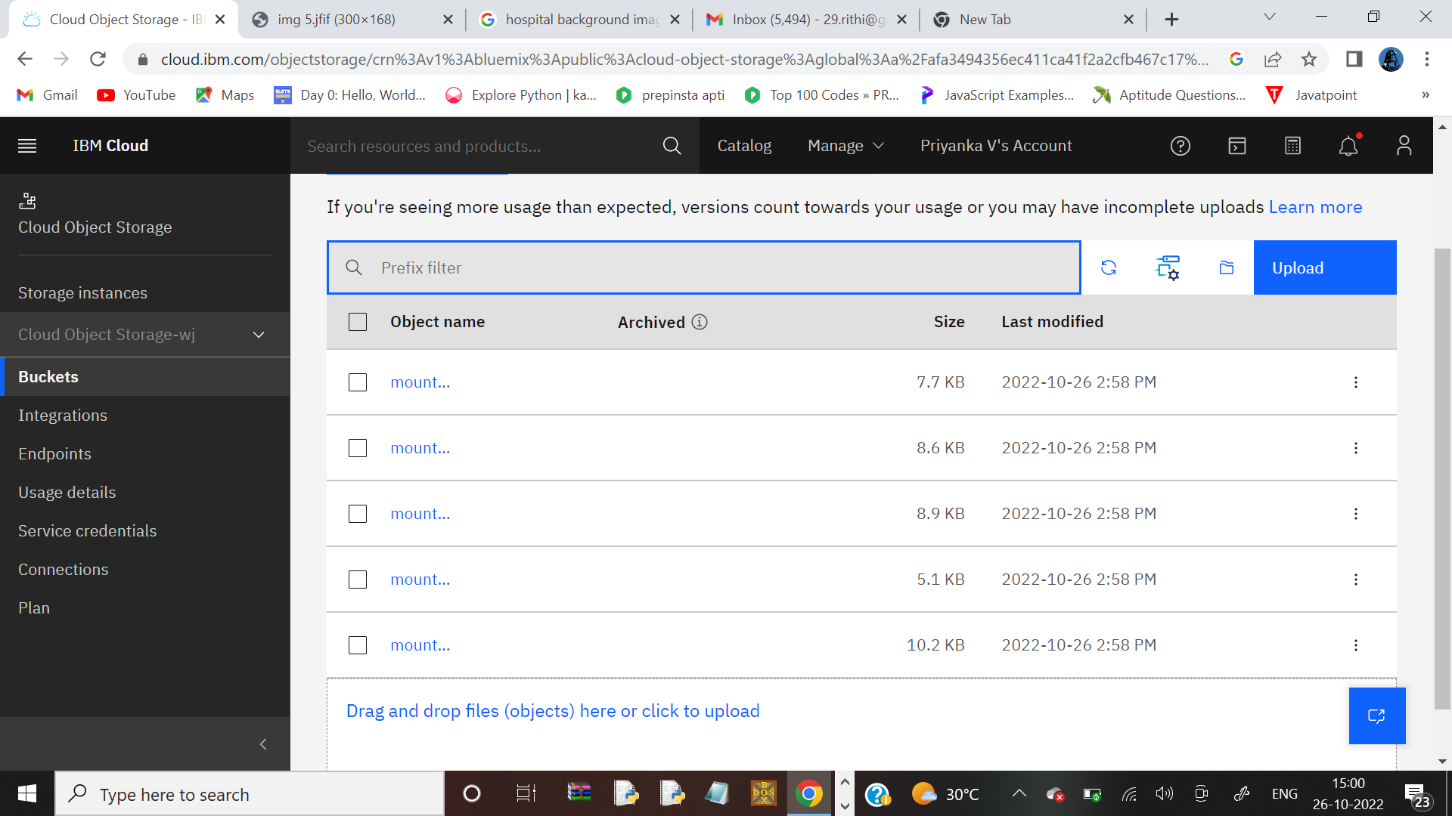 Cloud Object Storage - IB
img 5.jfif (300×168)
hospital background ima
Inbox (5,494) - 29.rithi@g
New Tab
cloud.ibm.com/objectstorage/crn%3Av1%3Abluemix%3Apublic%3Acloud-object-storage%3Aglobal%3Aa%2Fafa3494356ec411ca41f2a2cfb467c17%...
Gmail
YouTube
Maps
Day 0: Hello, World...
Explore Python | ka...
prepinsta apti
Top 100 Codes » PR...
JavaScript Examples...
Aptitude Questions...
Javatpoint
»
IBM Cloud
Search resources and products...
Catalog
Manage
Priyanka V's Account
Cloud Object Storage
Storage instances
Cloud Object Storage-wj
Buckets
Integrations
Endpoints
Usage details
Service credentials
Connections
Plan
If you're seeing more usage than expected, versions count towards your usage or you may have incomplete uploads Learn more
Prefix filter
Upload
Object name Archived Size Last modified
mount... 7.7 KB 2022-10-26 2:58 PM
mount... 8.6 KB 2022-10-26 2:58 PM
mount... 8.9 KB 2022-10-26 2:58 PM
mount... 5.1 KB 2022-10-26 2:58 PM
mount... 10.2 KB 2022-10-26 2:58 PM
Drag and drop files (objects) here or click to upload
Type here to search
30°C
ENG
15:00
26-10-2022
23